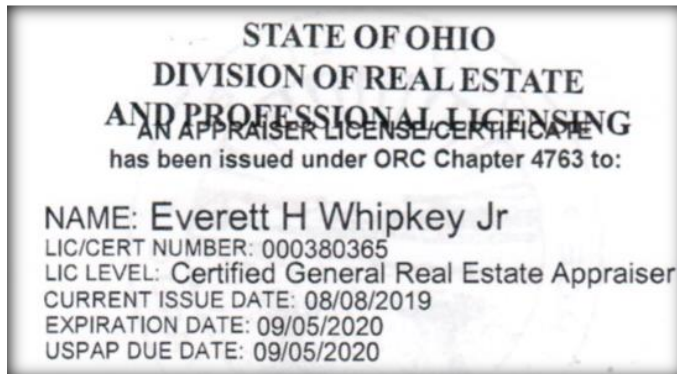 STATE OF OHIO
DIVISION OF REAL ESTATE
AND PROFESSIONAL LICENSING
AN APPRAISER LICENSE/CERTIFICATE
has been issued under ORC Chapter 4763 to:
NAME: Everett H Whipkey Jr
LIC/CERT NUMBER: 000380365
LIC LEVEL: Certified General Real Estate Appraiser
CURRENT ISSUE DATE: 08/08/2019
EXPIRATION DATE: 09/05/2020
USPAP DUE DATE: 09/05/2020